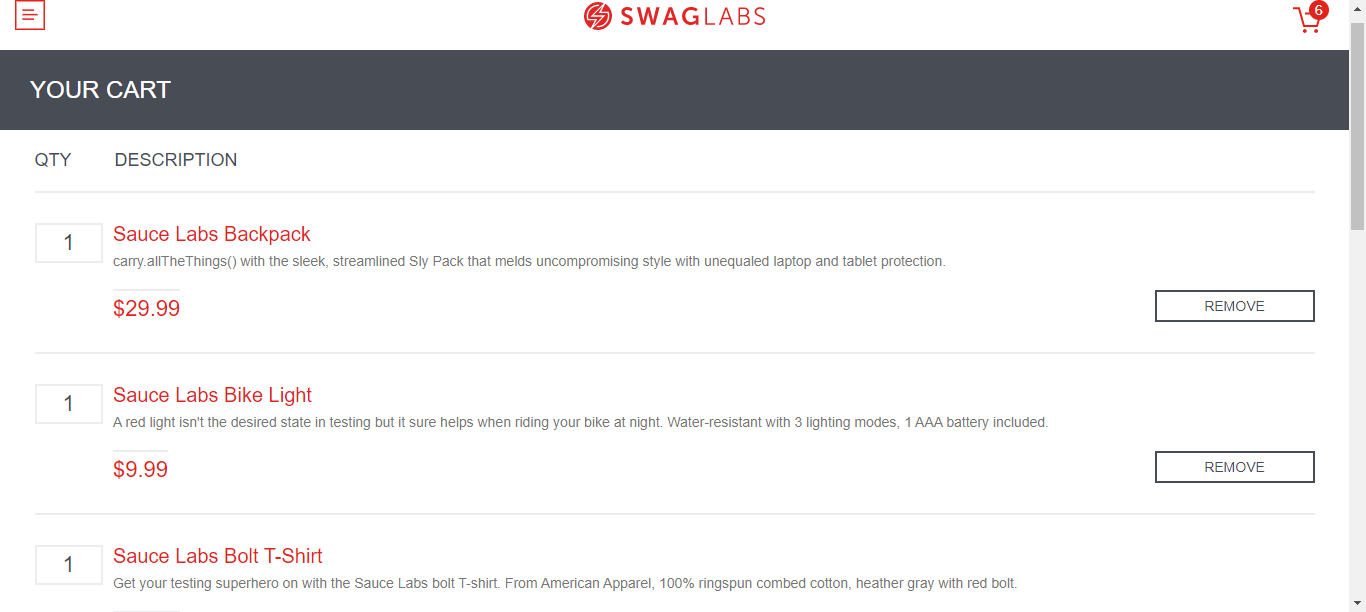 SWAGLABS
6
YOUR CART
QTY DESCRIPTION
1 Sauce Labs Backpack
carry.allTheThings() with the sleek, streamlined Sly Pack that melds uncompromising style with unequaled laptop and tablet protection.
$29.99 REMOVE
1 Sauce Labs Bike Light
A red light isn't the desired state in testing but it sure helps when riding your bike at night. Water-resistant with 3 lighting modes, 1 AAA battery included.
$9.99 REMOVE
1 Sauce Labs Bolt T-Shirt
Get your testing superhero on with the Sauce Labs bolt T-shirt. From American Apparel, 100% ringspun combed cotton, heather gray with red bolt.